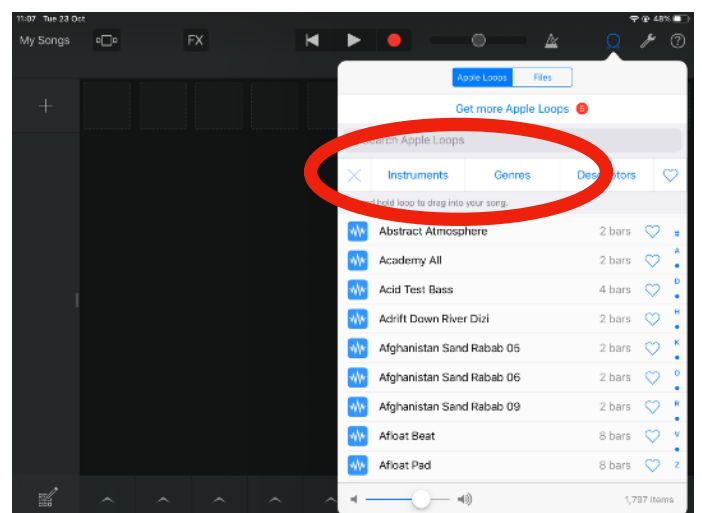 11:07 Tue 23 Oct 48%
My Songs FX
Apple Loops Files
Get more Apple Loops 5
Search Apple Loops
Instruments Genres Descriptors
hold loop to drag into your song.
Abstract Atmosphere 2 bars
Academy All 2 bars
Acid Test Bass 4 bars
Adrift Down River Dizi 2 bars
Afghanistan Sand Rabab 05 2 bars
Afghanistan Sand Rabab 06 2 bars
Afghanistan Sand Rabab 09 2 bars
Afloat Beat 8 bars
Afloat Pad 8 bars
#
A
D
H
K
O
R
V
Z
1,797 items